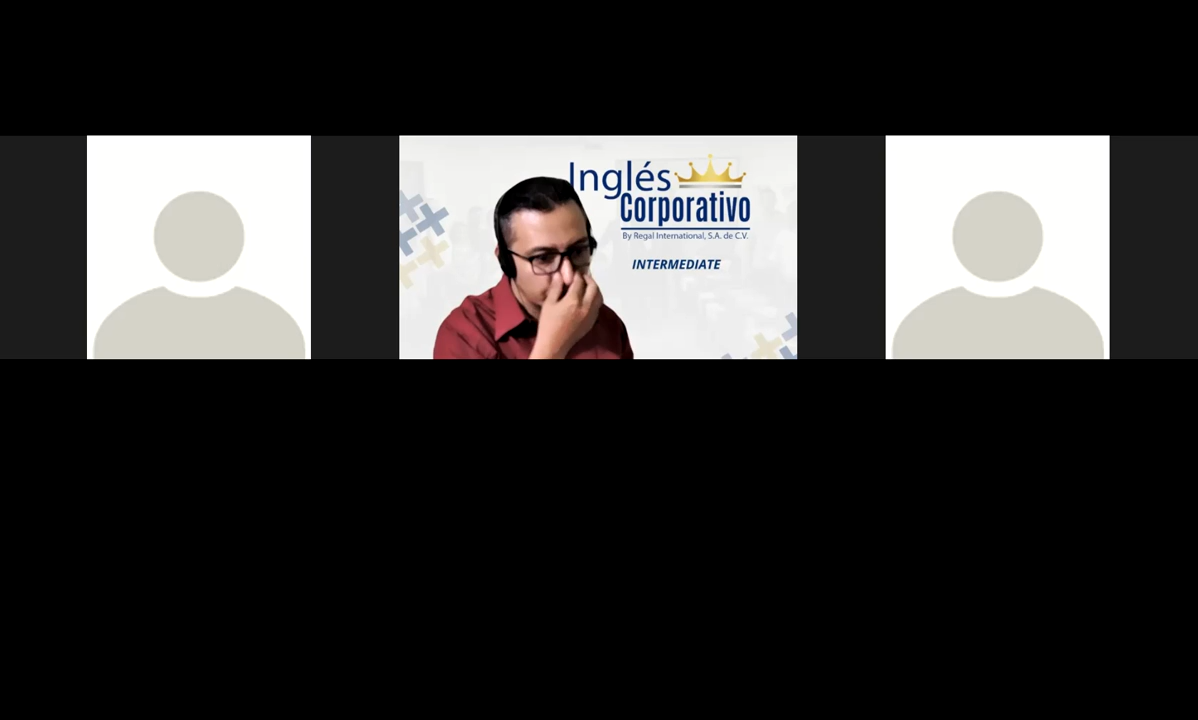 Inglés
Corporativo
By Regal International, S.A. de C.V.
INTERMEDIATE